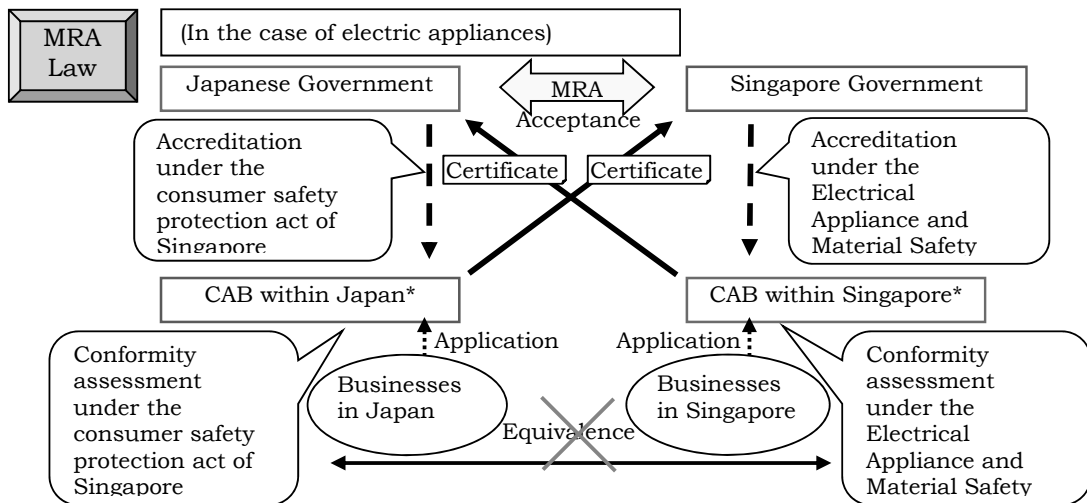 MRA
Law
(In the case of electric appliances)
Japanese Government
MRA
Singapore Government
Acceptance
Accreditation
under the
consumer safety
protection act of
Singapore
Certificate
Certificate
Accreditation
under the
Electrical
Appliance and
Material Safety
CAB within Japan*
CAB within Singapore*
Application
Application
Conformity
assessment
under the
consumer safety
protection act of
Singapore
Businesses
in Japan
Businesses
in Singapore
Equivalence
Conformity
assessment
under the
Electrical
Appliance and
Material Safety